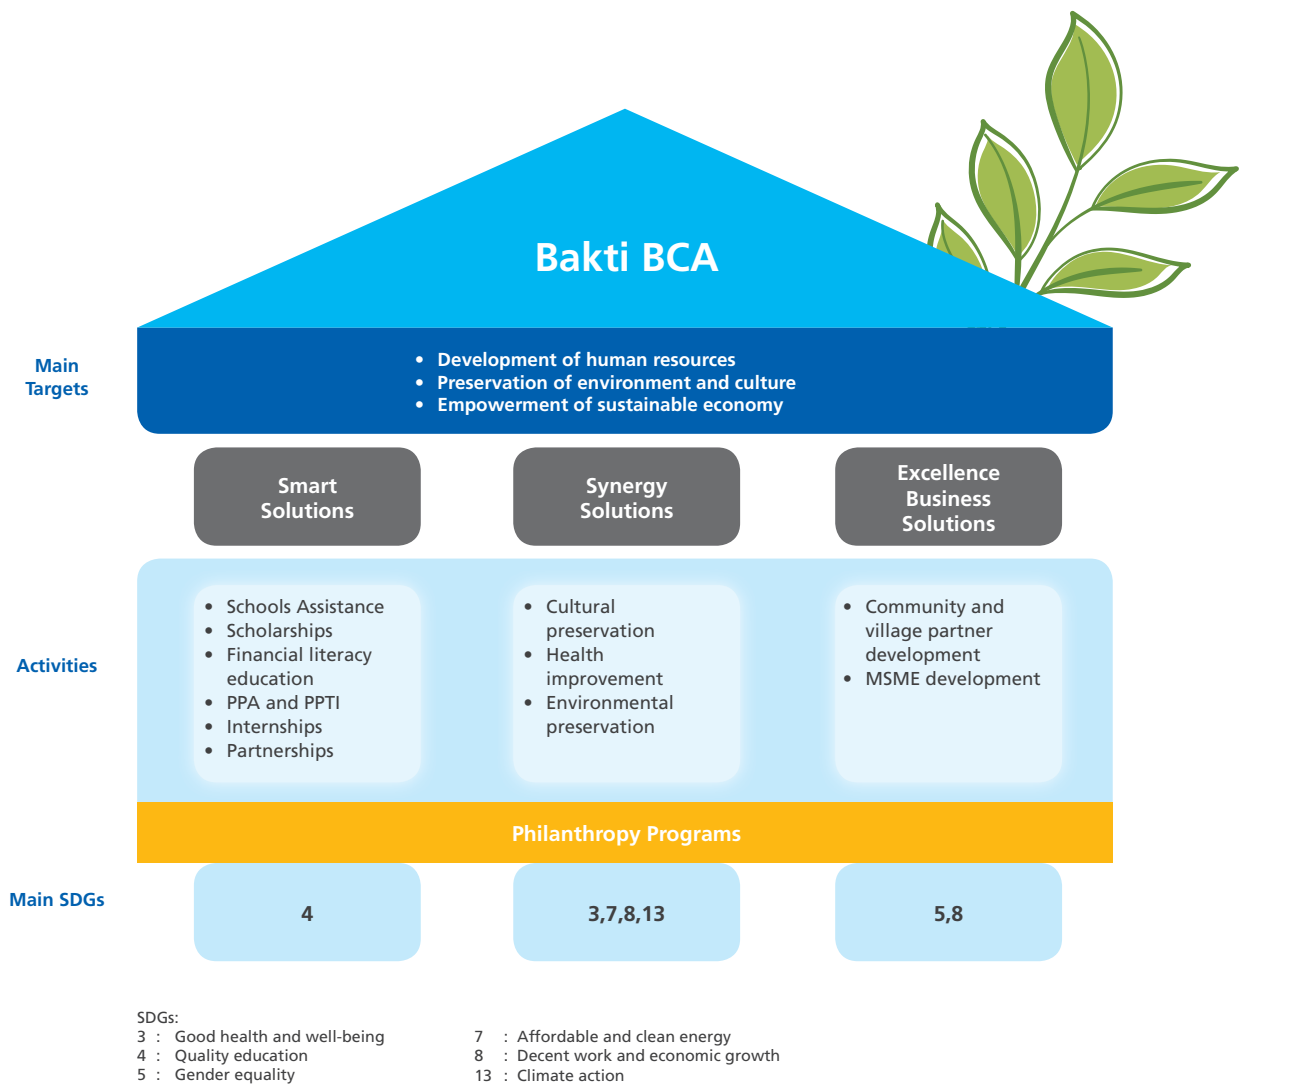 Bakti BCA
Main
Targets
• Development of human resources
• Preservation of environment and culture
• Empowerment of sustainable economy
Smart
Solutions
Synergy
Solutions
Excellence
Business
Solutions
Activities
• Schools Assistance
• Scholarships
• Financial literacy
education
• PPA and PPTI
• Internships
• Partnerships
• Cultural
preservation
• Health
improvement
• Environmental
preservation
• Community and
village partner
development
• MSME development
Philanthropy Programs
Main SDGs
4
3,7,8,13
5,8
SDGs:
3 : Good health and well-being
4 : Quality education
5 : Gender equality
7 : Affordable and clean energy
8 : Decent work and economic growth
13 : Climate action